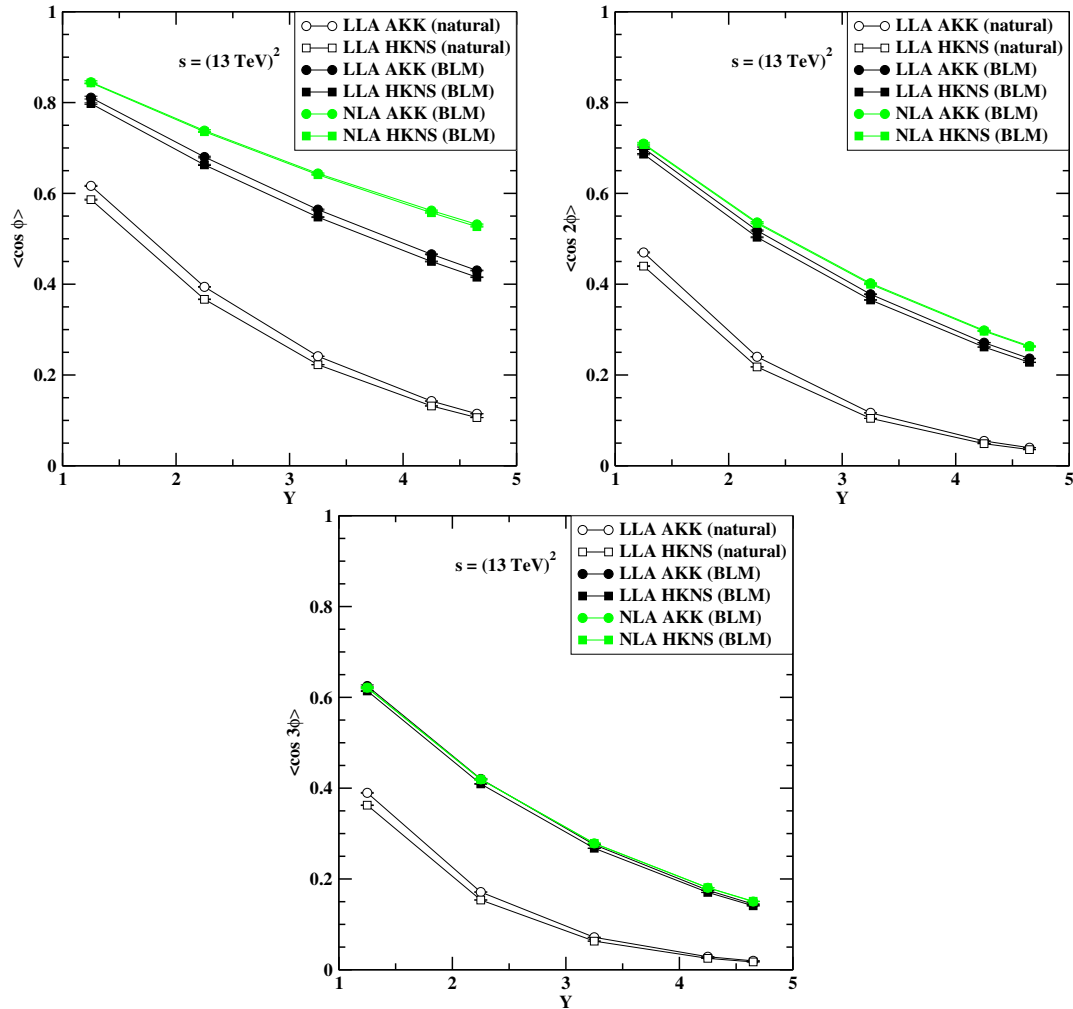 LLA AKK (natural)
LLA HKNS (natural)
LLA AKK (BLM)
LLA HKNS (BLM)
NLA AKK (BLM)
NLA HKNS (BLM)
s = (13 TeV)²
1
0.8
0.6
0.4
0.2
0
<cos ϕ>
1 2 3 4 5
Y
LLA AKK (natural)
LLA HKNS (natural)
LLA AKK (BLM)
LLA HKNS (BLM)
NLA AKK (BLM)
NLA HKNS (BLM)
s = (13 TeV)²
1
0.8
0.6
0.4
0.2
0
<cos 2ϕ>
1 2 3 4 5
Y
LLA AKK (natural)
LLA HKNS (natural)
LLA AKK (BLM)
LLA HKNS (BLM)
NLA AKK (BLM)
NLA HKNS (BLM)
s = (13 TeV)²
1
0.8
0.6
0.4
0.2
0
<cos 3ϕ>
1 2 3 4 5
Y